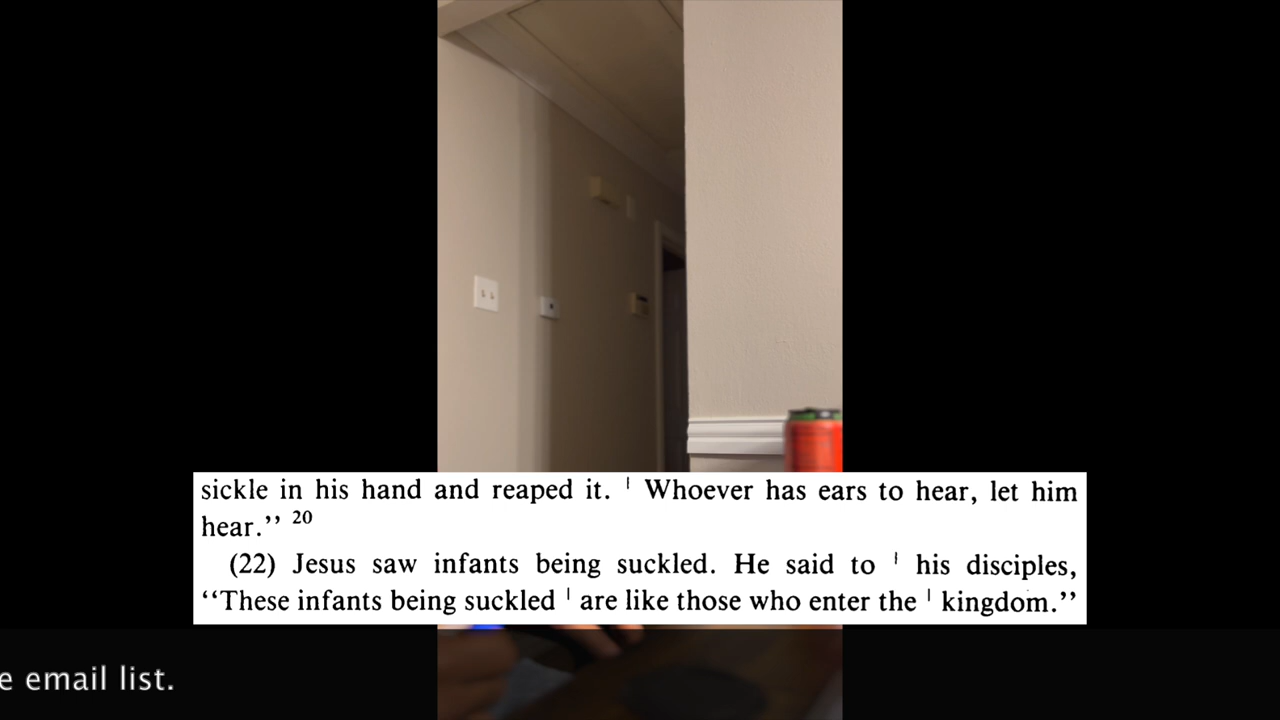 sickle in his hand and reaped it. ╵ Whoever has ears to hear, let him
hear.’’ 20
(22) Jesus saw infants being suckled. He said to ╵ his disciples,
‘‘These infants being suckled ╵ are like those who enter the ╵ kingdom.’’
e email list.